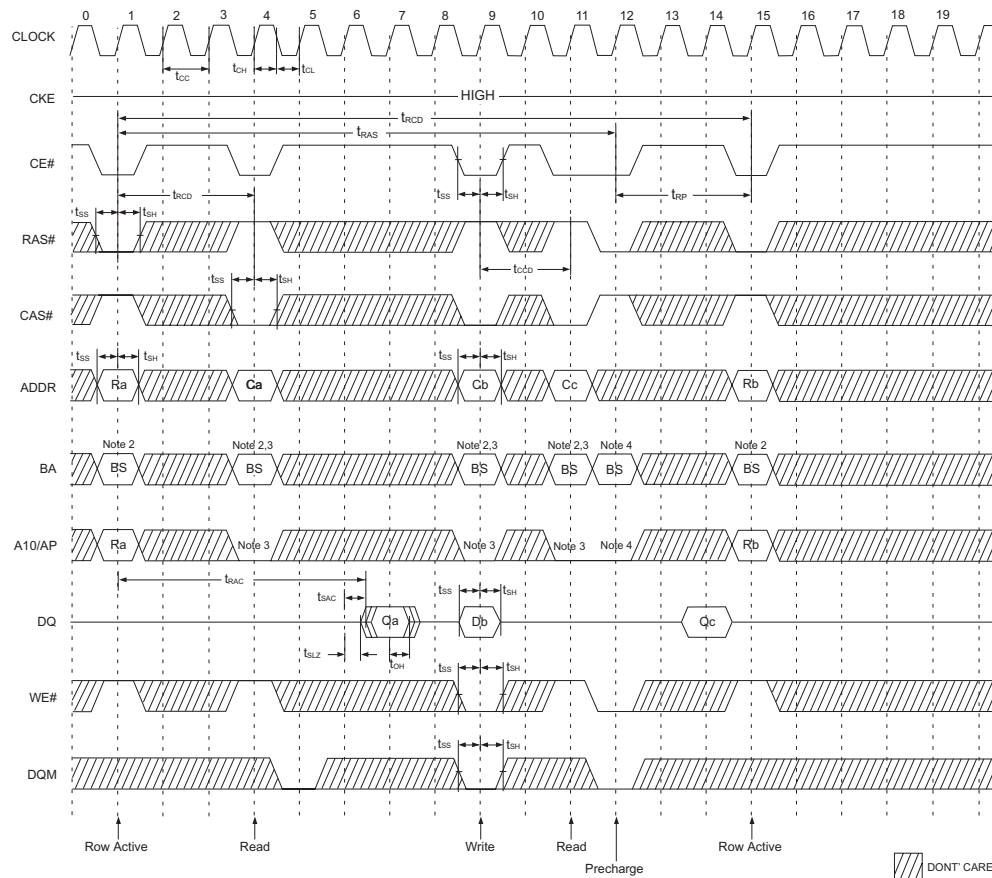 0 1 2 3 4 5 6 7 8 9 10 11 12 13 14 15 16 17 18 19
CLOCK
tCC tCH tCL
CKE HIGH
tRCD
tRAS
CE#
tRCD tSS tSH tRP
tSS tSH
RAS#
tCCD
tSS tSH
CAS#
tSS tSH tSS tSH
ADDR Ra Ca Cb Cc Rb
Note 2 Note 2,3 Note 2,3 Note 2,3 Note 4 Note 2
BA BS BS BS BS BS BS
A10/AP Ra Note 3 Note 3 Note 3 Note 4 Rb
tRAC
tSAC tSS tSH
DQ Qa Db Qc
tSLZ tOH
tSS tSH
WE#
tSS tSH
DQM
Row Active Read Write Read Row Active
Precharge
DONT' CARE